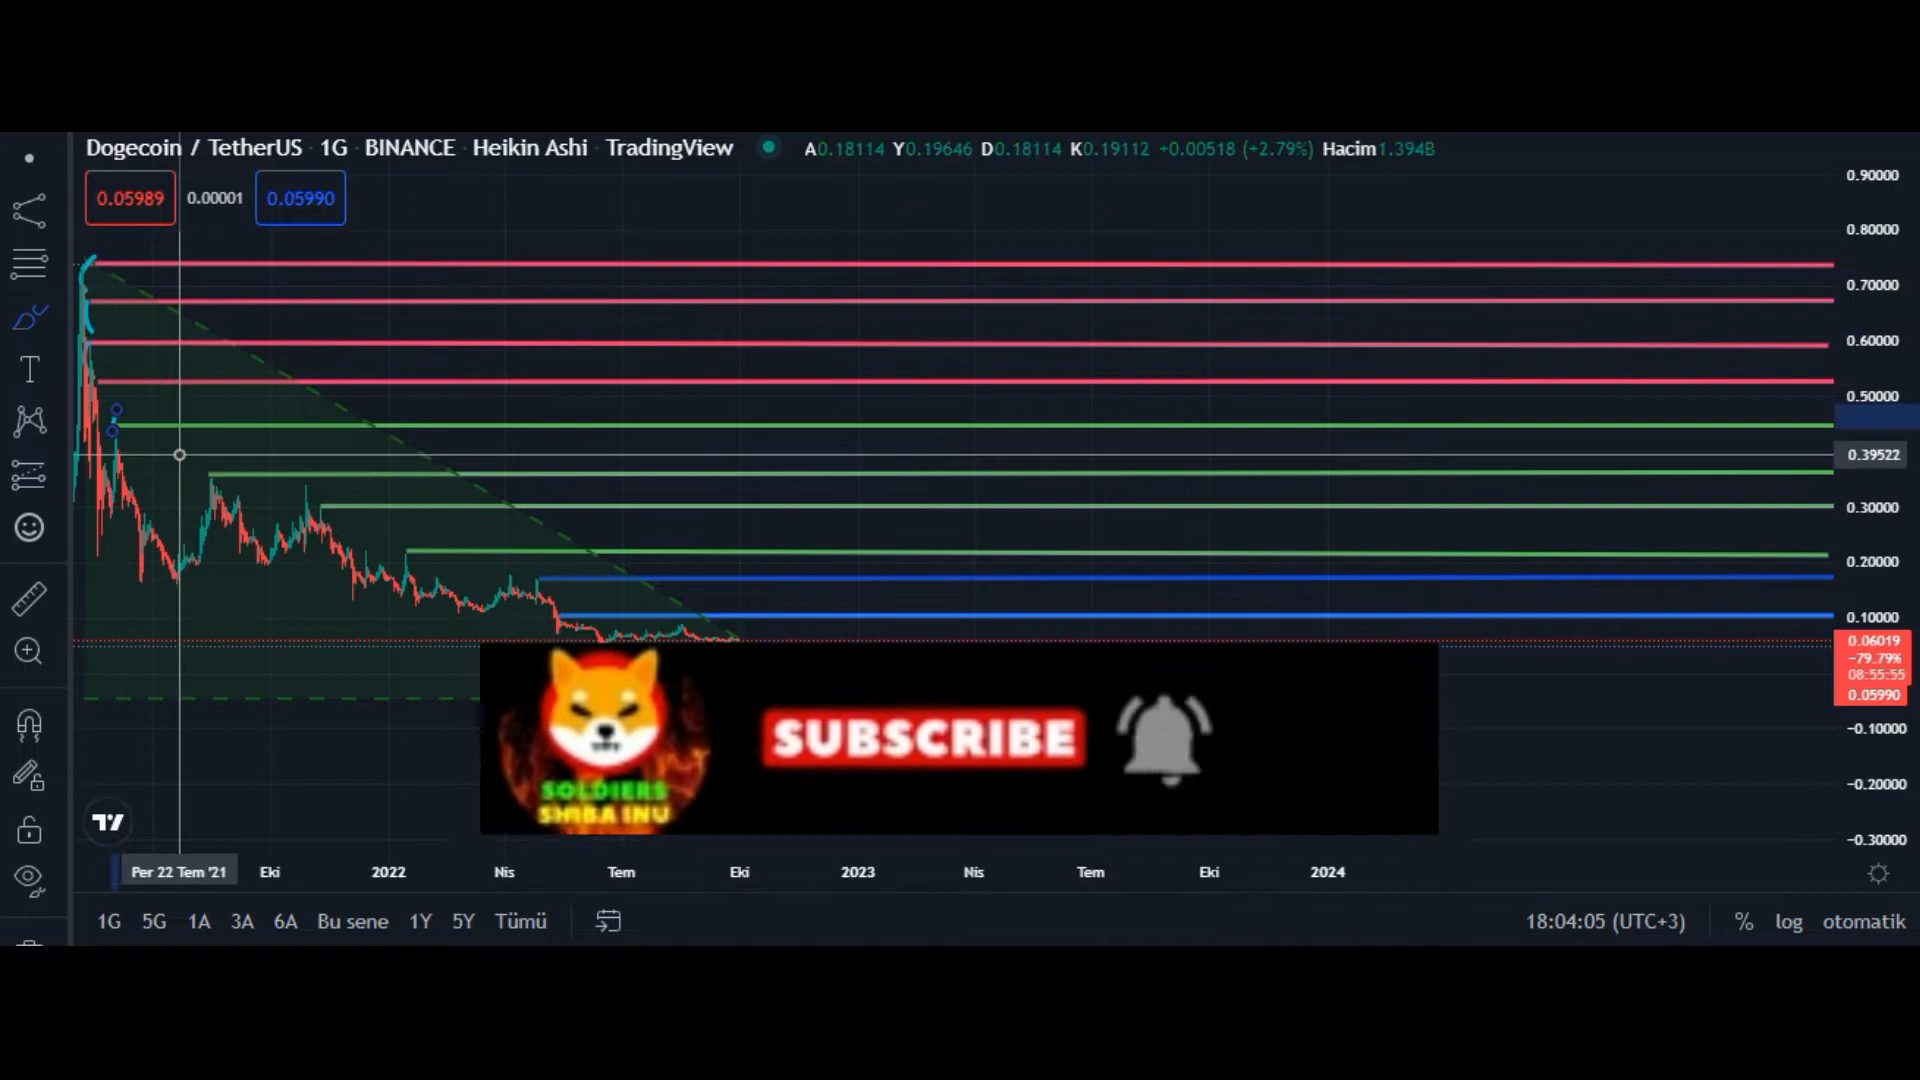 Dogecoin / TetherUS · 1G · BINANCE · Heikin Ashi · TradingView A0.18114 Y0.19646 D0.18114 K0.19112 +0.00518 (+2.79%) Hacim1.394B
0.05989 0.00001 0.05990
0.90000
0.80000
0.70000
0.60000
0.50000
0.39522
0.30000
0.20000
0.10000
0.06019
−79.79%
08:55:55
0.05990
−0.10000
−0.20000
−0.30000
SUBSCRIBE
SOLDIERS
SHIBA INU
Per 22 Tem '21 Eki 2022 Nis Tem Eki 2023 Nis Tem Eki 2024
1G 5G 1A 3A 6A Bu sene 1Y 5Y Tümü 18:04:05 (UTC+3) % log otomatik